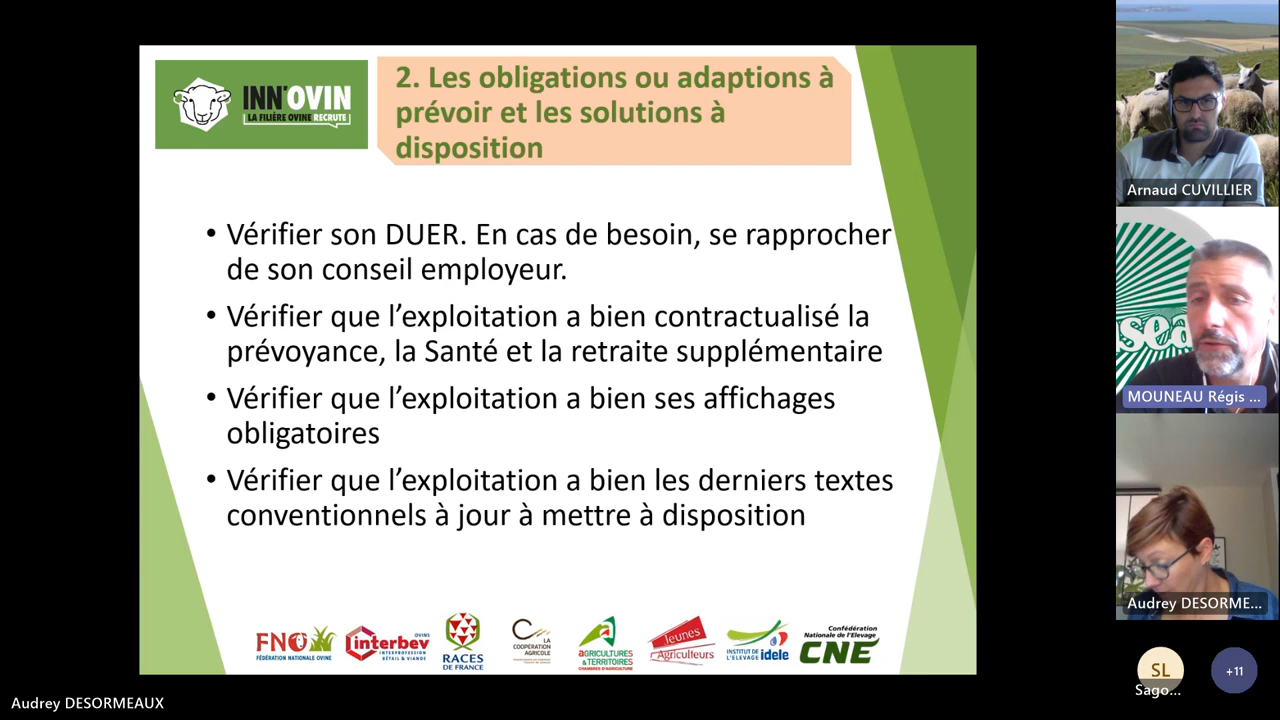 INN'OVIN
LA FILIÈRE OVINE RECRUTE
2. Les obligations ou adaptions à
prévoir et les solutions à
disposition
• Vérifier son DUER. En cas de besoin, se rapprocher
de son conseil employeur.
• Vérifier que l’exploitation a bien contractualisé la
prévoyance, la Santé et la retraite supplémentaire
• Vérifier que l’exploitation a bien ses affichages
obligatoires
• Vérifier que l’exploitation a bien les derniers textes
conventionnels à jour à mettre à disposition
FNO
FÉDÉRATION NATIONALE OVINE
OVINS
interbev
INTERPROFESSION
BÉTAIL & VIANDE
RACES
DE FRANCE
LA
COOPÉRATION
AGRICOLE
AGRICULTURES
& TERRITOIRES
CHAMBRES D'AGRICULTURE
Jeunes
Agriculteurs
INSTITUT DE
L'ELEVAGE idele
Confédération
Nationale de l'Elevage
CNE
Arnaud CUVILLIER
MOUNEAU Régis ...
Audrey DESORME...
SL
Sago...
+11
Audrey DESORMEAUX